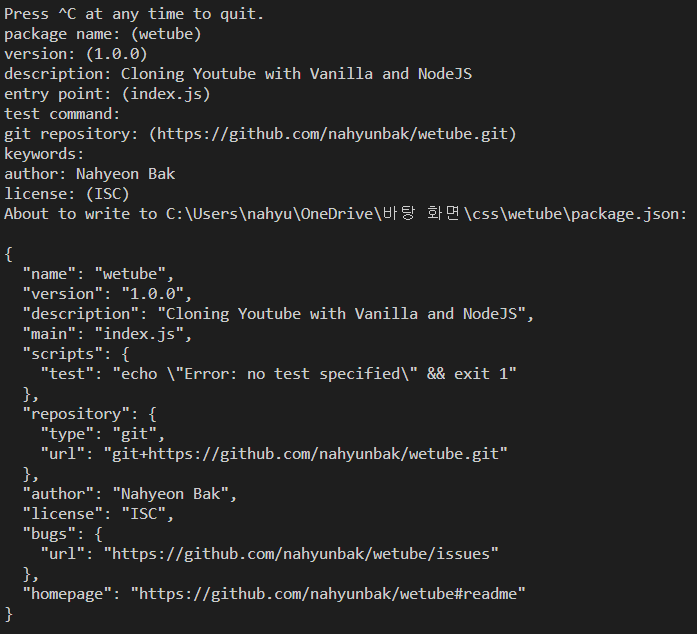 Press ^C at any time to quit.
package name: (wetube)
version: (1.0.0)
description: Cloning Youtube with Vanilla and NodeJS
entry point: (index.js)
test command:
git repository: (https://github.com/nahyunbak/wetube.git)
keywords:
author: Nahyeon Bak
license: (ISC)
About to write to C:\Users\nahyu\OneDrive\바탕 화면\css\wetube\package.json:

{
  "name": "wetube",
  "version": "1.0.0",
  "description": "Cloning Youtube with Vanilla and NodeJS",
  "main": "index.js",
  "scripts": {
    "test": "echo \"Error: no test specified\" && exit 1"
  },
  "repository": {
    "type": "git",
    "url": "git+https://github.com/nahyunbak/wetube.git"
  },
  "author": "Nahyeon Bak",
  "license": "ISC",
  "bugs": {
    "url": "https://github.com/nahyunbak/wetube/issues"
  },
  "homepage": "https://github.com/nahyunbak/wetube#readme"
}